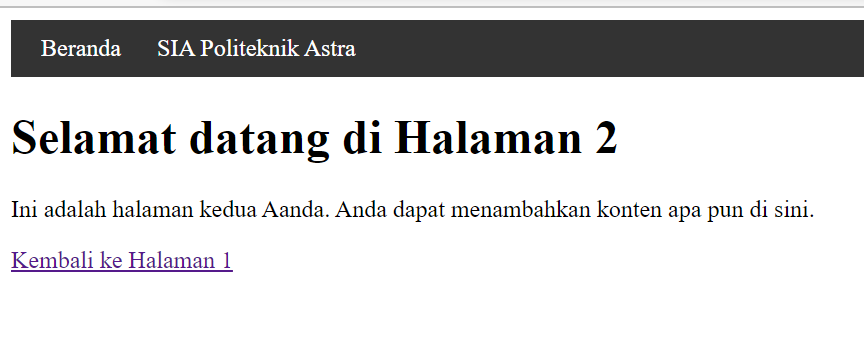 Beranda SIA Politeknik Astra
Selamat datang di Halaman 2
Ini adalah halaman kedua Aanda. Anda dapat menambahkan konten apa pun di sini.
Kembali ke Halaman 1